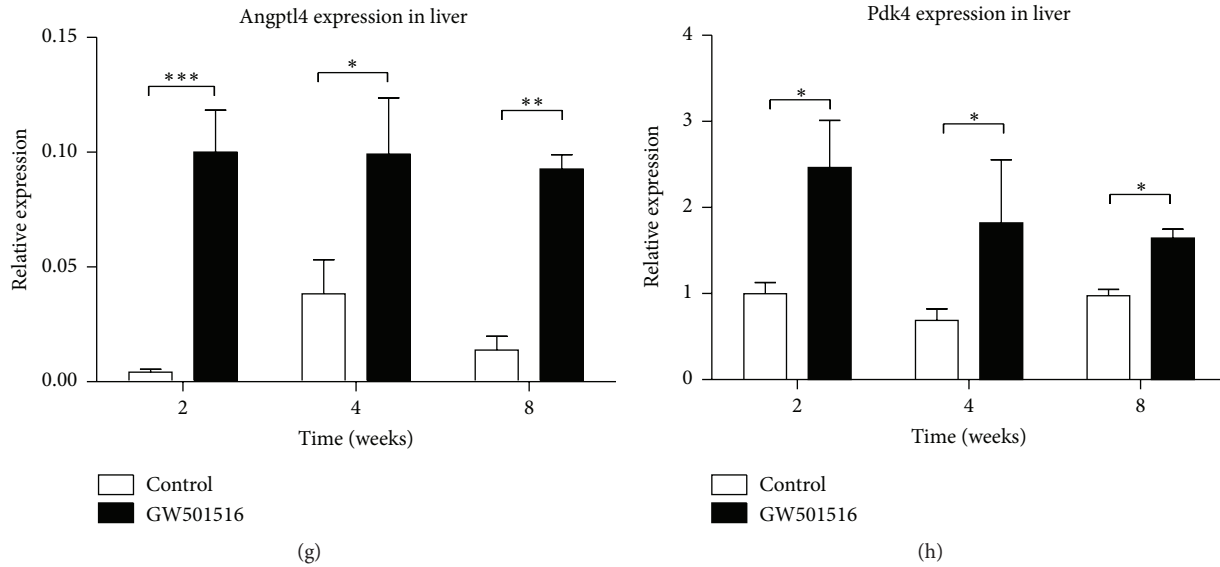 Angptl4 expression in liver
0.15
0.10
0.05
0.00
Relative expression
***
*
**
2
4
8
Time (weeks)
Control
GW501516
(g)
Pdk4 expression in liver
4
3
2
1
0
Relative expression
*
*
*
2
4
8
Time (weeks)
Control
GW501516
(h)